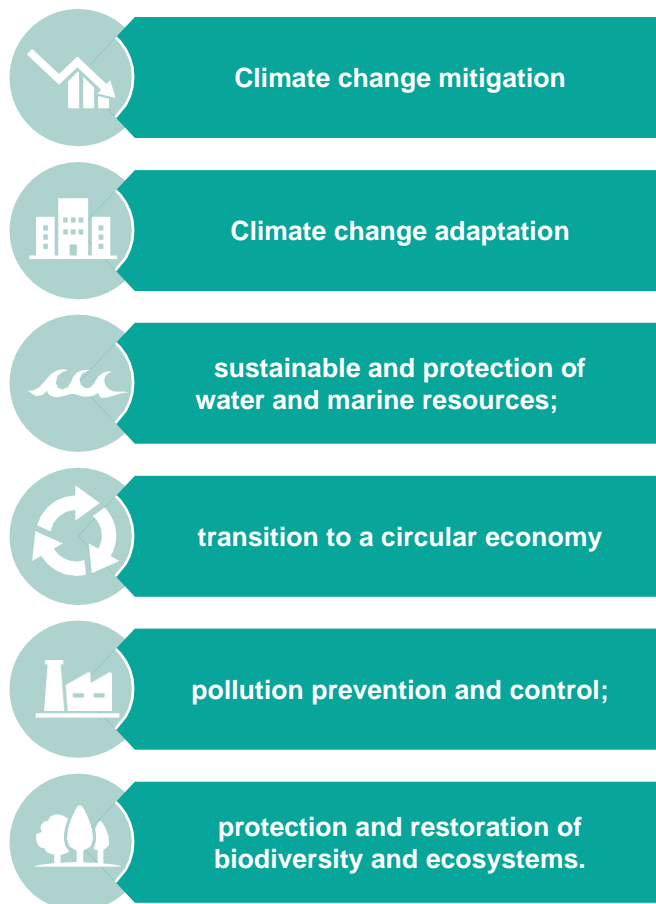 Climate change mitigation
Climate change adaptation
sustainable and protection of
water and marine resources;
transition to a circular economy
pollution prevention and control;
protection and restoration of
biodiversity and ecosystems.